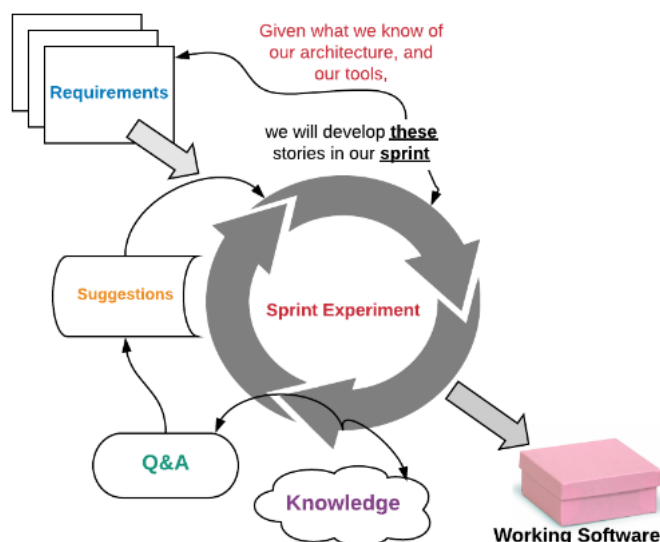 Given what we know of
our architecture, and
our tools,
Requirements
we will develop these
stories in our sprint
Suggestions
Sprint Experiment
Q&A
Knowledge
Working Software